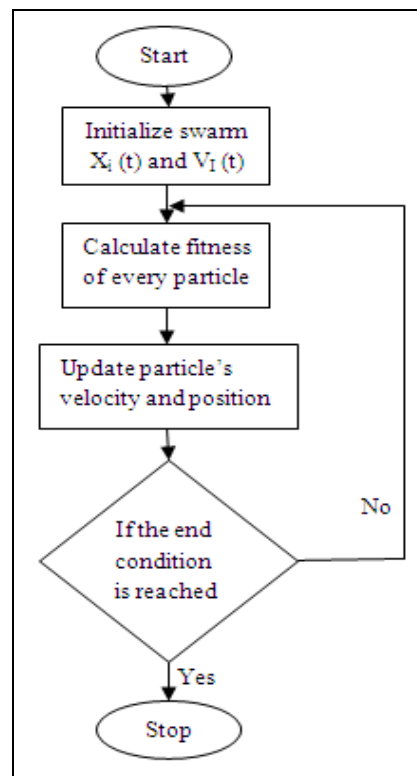 Start
Initialize swarm
Xi (t) and VI (t)
Calculate fitness
of every particle
Update particle’s
velocity and position
No
If the end
condition
is reached
Yes
Stop